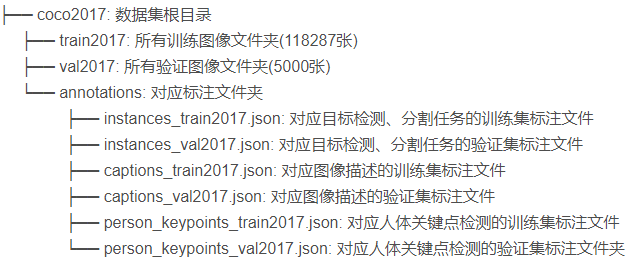 ├── coco2017: 数据集根目录
├── train2017: 所有训练图像文件夹(118287张)
├── val2017: 所有验证图像文件夹(5000张)
└── annotations: 对应标注文件夹
├── instances_train2017.json: 对应目标检测、分割任务的训练集标注文件
├── instances_val2017.json: 对应目标检测、分割任务的验证集标注文件
├── captions_train2017.json: 对应图像描述的训练集标注文件
├── captions_val2017.json: 对应图像描述的验证集标注文件
├── person_keypoints_train2017.json: 对应人体关键点检测的训练集标注文件
└── person_keypoints_val2017.json: 对应人体关键点检测的验证集标注文件夹